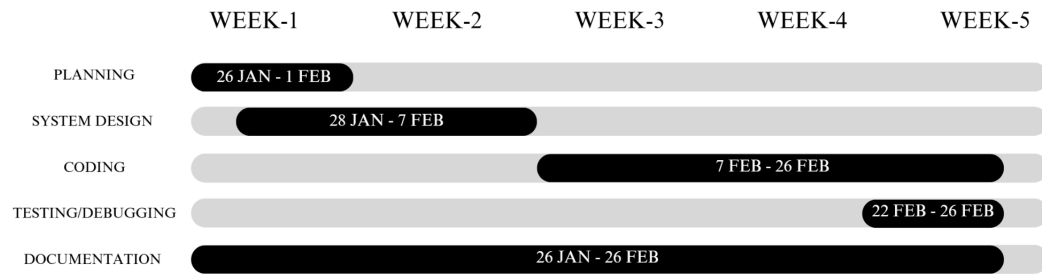 WEEK-1 WEEK-2 WEEK-3 WEEK-4 WEEK-5
PLANNING 26 JAN - 1 FEB
SYSTEM DESIGN 28 JAN - 7 FEB
CODING 7 FEB - 26 FEB
TESTING/DEBUGGING 22 FEB - 26 FEB
DOCUMENTATION 26 JAN - 26 FEB